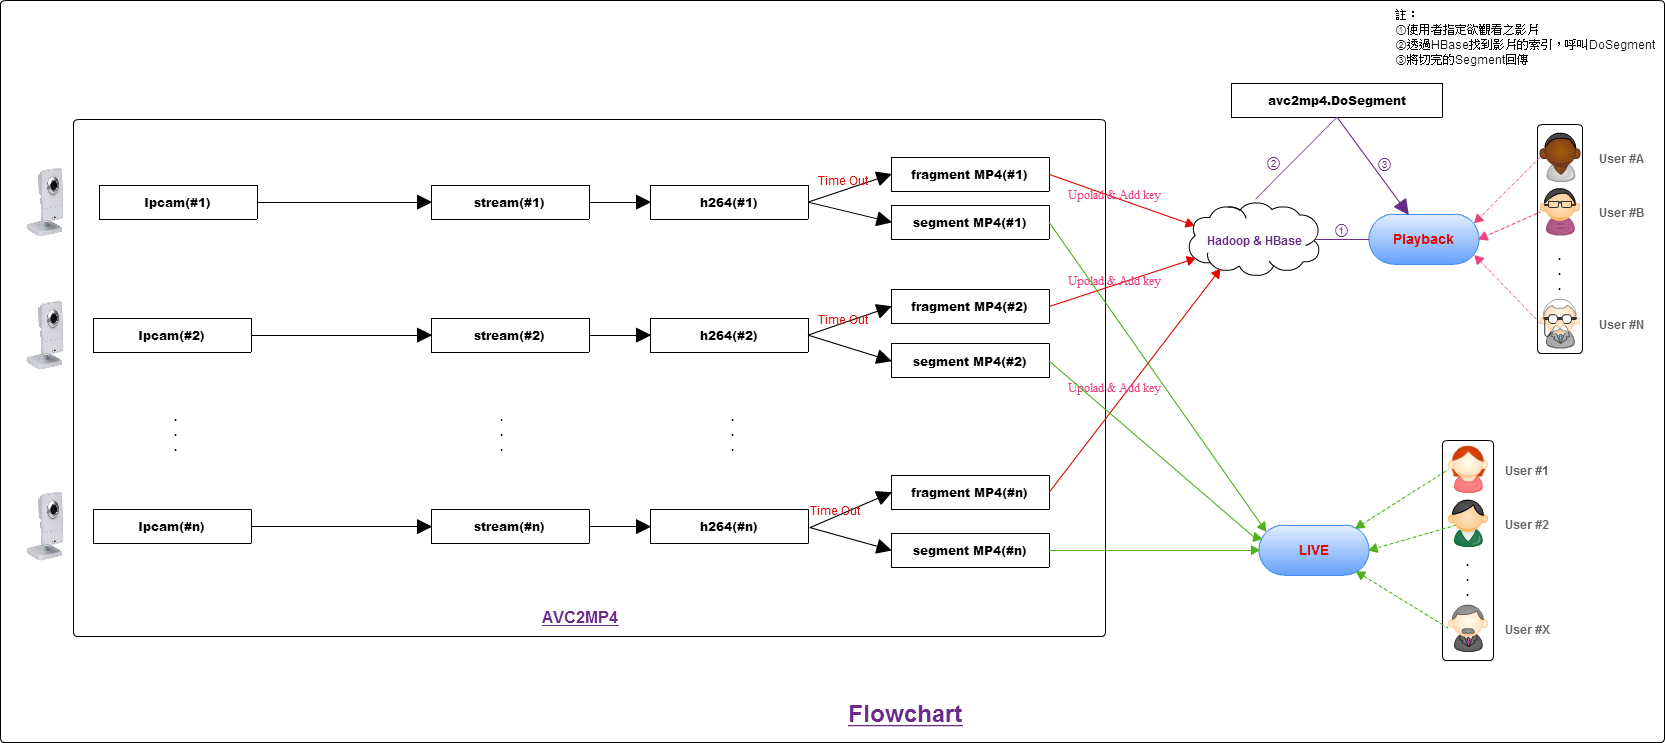 註：
①使用者指定欲觀看之影片
②透過HBase找到影片的索引，呼叫DoSegment
③將切完的Segment回傳
avc2mp4.DoSegment
②
③
①
Ipcam(#1)
stream(#1)
h264(#1)
Time Out
fragment MP4(#1)
segment MP4(#1)
Upolad & Add key
Hadoop & HBase
Playback
User #A
User #B
.
.
.
User #N
Ipcam(#2)
stream(#2)
h264(#2)
Time Out
fragment MP4(#2)
segment MP4(#2)
Upolad & Add key
.
.
.
.
.
.
.
.
.
Upolad & Add key
Ipcam(#n)
stream(#n)
h264(#n)
Time Out
fragment MP4(#n)
segment MP4(#n)
LIVE
User #1
User #2
.
.
.
User #X
AVC2MP4
Flowchart